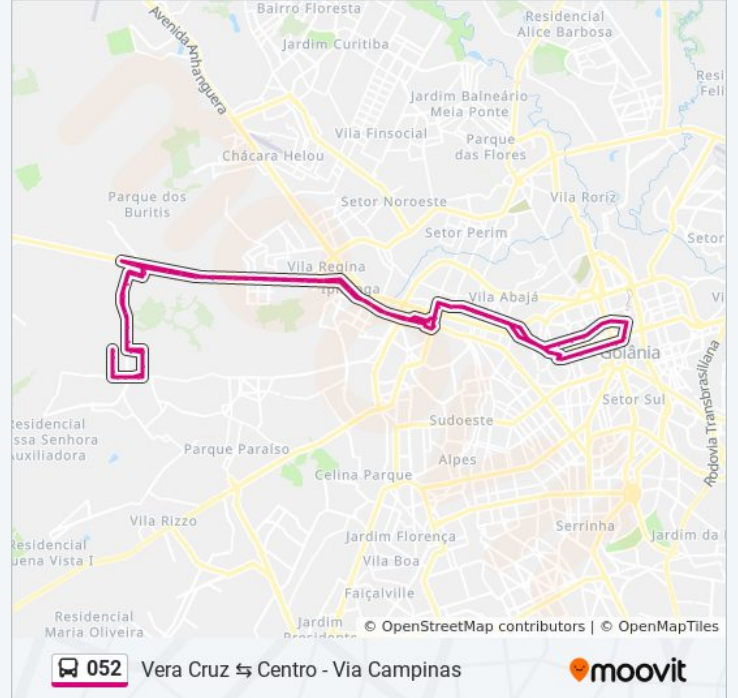 Bairro Floresta
Residencial
Alice Barbosa
Avenida Anhanguera
Jardim Curitiba
Resi
Feli
Jardim Balneário
Meia Ponte
Vila Finsocial
Parque
das Flores
Chácara Helou
Parque dos
Buritis
Setor Noroeste
Vila Roriz
Setor Perim
Setor
Vila Regina
Vila Abajá
Vi
Goiânia
Rodovia Transbrasiliana
Setor Sul
Residencial
ssa Senhora
Auxiliadora
Sudoeste
Parque Paraíso
Alpes
Celina Parque
Vila Rizzo
Serrinha
Jardim Florença
Jardim da
Residencial
uena Vista I
Vila Boa
Faiçalville
Residencial
Maria Oliveira
Jardim
Presidente
© OpenStreetMap contributors | © OpenMapTiles
052 Vera Cruz ⇆ Centro - Via Campinas
moovit